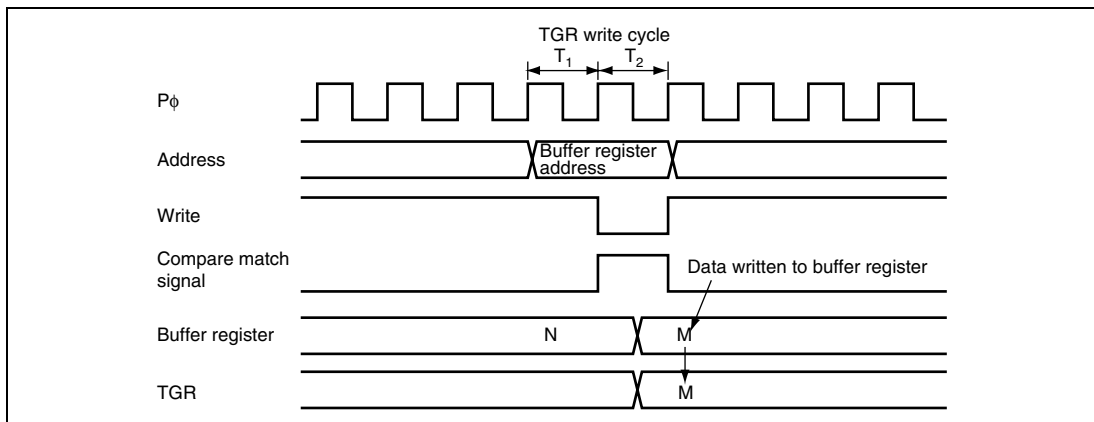 TGR write cycle
T1 T2
Pϕ
Address
Buffer register
address
Write
Compare match
signal
Data written to buffer register
Buffer register
N M
TGR
M